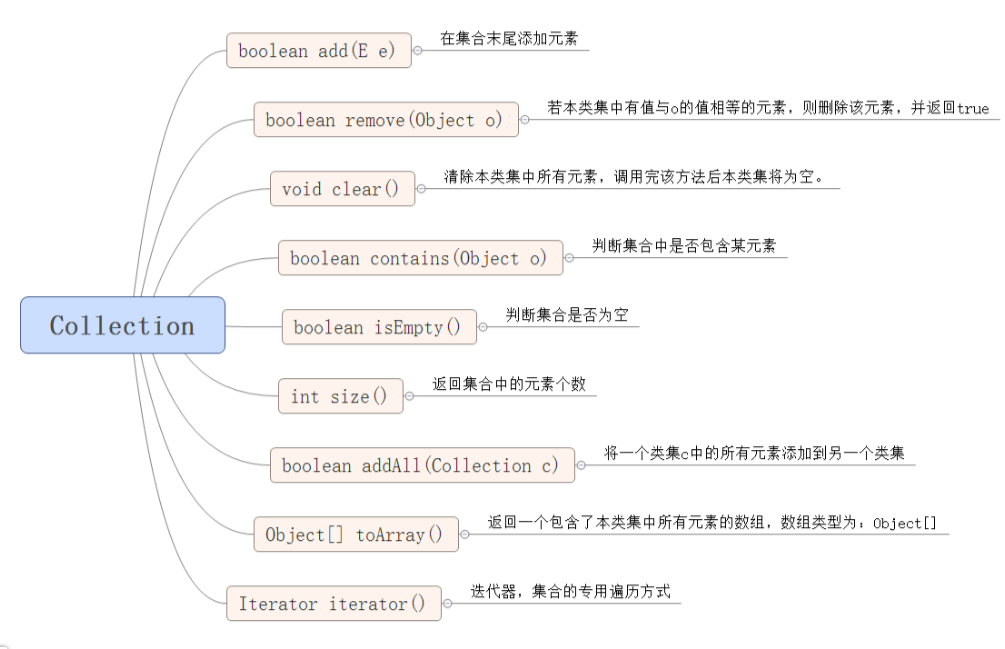 boolean add(E e)
在集合末尾添加元素
boolean remove(Object o)
若本类集中有值与o的值相等的元素，则删除该元素，并返回true
void clear()
清除本类集中所有元素，调用完该方法后本类集将为空。
boolean contains(Object o)
判断集合中是否包含某元素
Collection
boolean isEmpty()
判断集合是否为空
int size()
返回集合中的元素个数
boolean addAll(Collection c)
将一个类集c中的所有元素添加到另一个类集
Object[] toArray()
返回一个包含了本类集中所有元素的数组，数组类型为：Object[]
Iterator iterator()
迭代器，集合的专用遍历方式